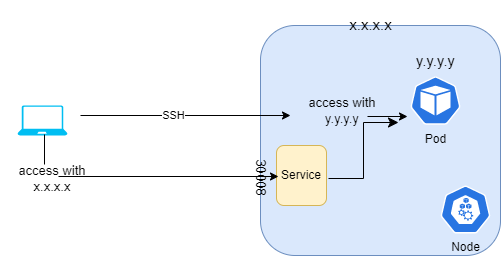 x.x.x.x
y.y.y.y
access with
y.y.y.y
SSH
Pod
access with
x.x.x.x
30008
Service
Node